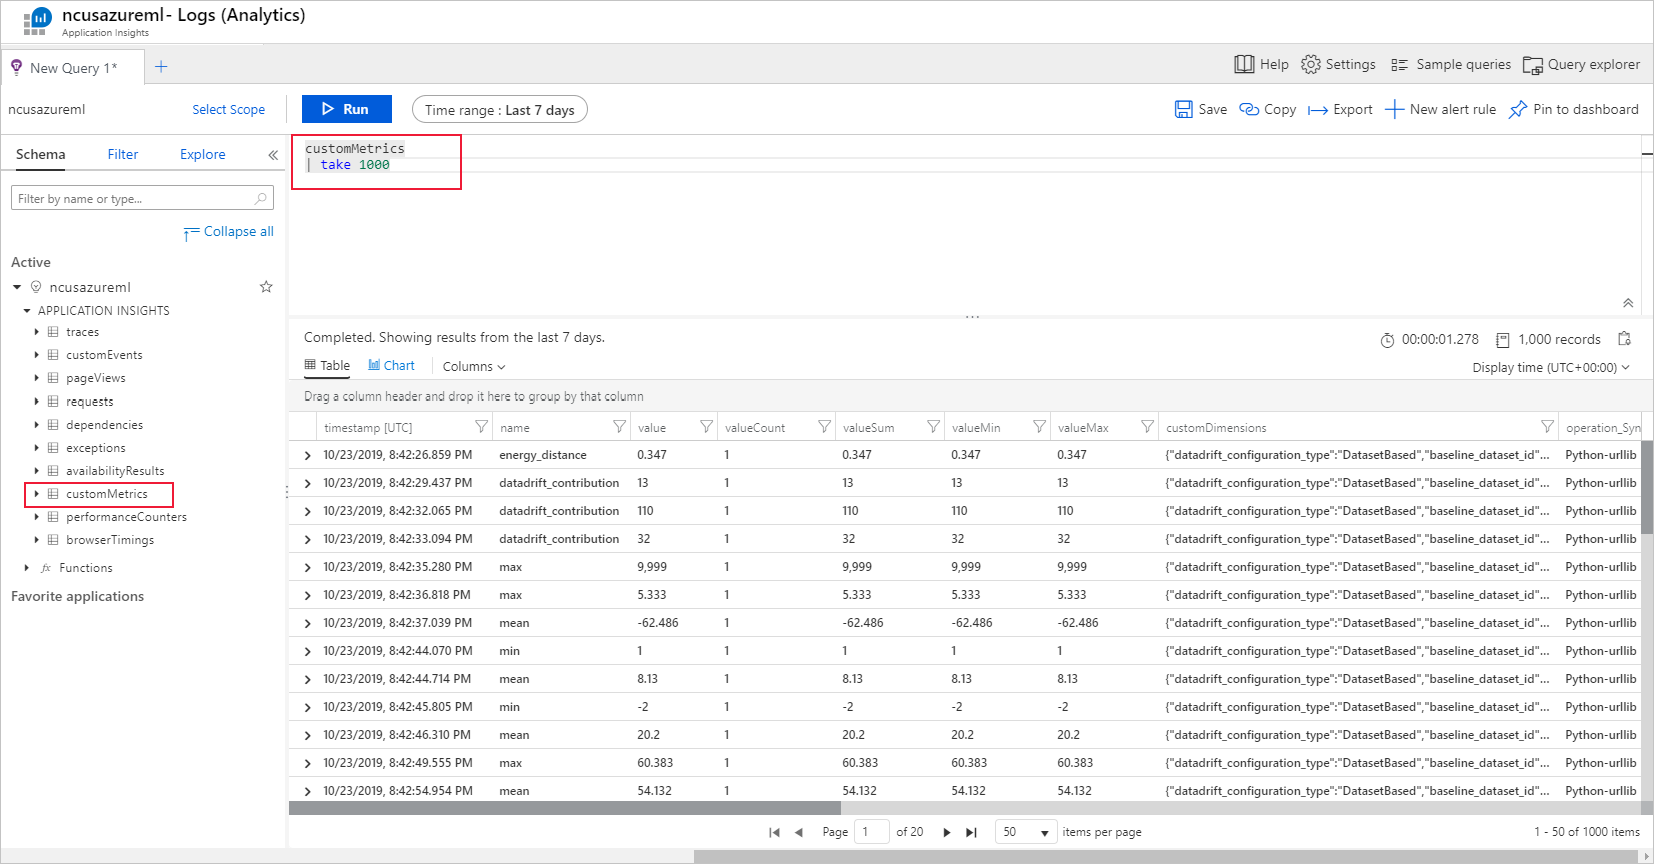 ncusazureml - Logs (Analytics)
Application Insights
New Query 1*
Help Settings Sample queries Query explorer
ncusazureml Select Scope Run Time range : Last 7 days Save Copy Export New alert rule Pin to dashboard
Schema Filter Explore
customMetrics
| take 1000
Filter by name or type...
Collapse all
Active
ncusazureml
APPLICATION INSIGHTS
traces
customEvents
pageViews
requests
dependencies
exceptions
availabilityResults
customMetrics
performanceCounters
browserTimings
fx Functions
Favorite applications
Completed. Showing results from the last 7 days. 00:00:01.278 1,000 records
Table Chart Columns Display time (UTC+00:00)
Drag a column header and drop it here to group by that column
timestamp [UTC] name value valueCount valueSum valueMin valueMax customDimensions operation_Syn
10/23/2019, 8:42:26.859 PM energy_distance 0.347 1 0.347 0.347 0.347 {"datadrift_configuration_type":"DatasetBased","baseline_dataset_id"... Python-urllib
10/23/2019, 8:42:29.437 PM datadrift_contribution 13 1 13 13 13 {"datadrift_configuration_type":"DatasetBased","baseline_dataset_id"... Python-urllib
10/23/2019, 8:42:32.065 PM datadrift_contribution 110 1 110 110 110 {"datadrift_configuration_type":"DatasetBased","baseline_dataset_id"... Python-urllib
10/23/2019, 8:42:33.094 PM datadrift_contribution 32 1 32 32 32 {"datadrift_configuration_type":"DatasetBased","baseline_dataset_id"... Python-urllib
10/23/2019, 8:42:35.280 PM max 9,999 1 9,999 9,999 9,999 {"datadrift_configuration_type":"DatasetBased","baseline_dataset_id"... Python-urllib
10/23/2019, 8:42:36.818 PM max 5.333 1 5.333 5.333 5.333 {"datadrift_configuration_type":"DatasetBased","baseline_dataset_id"... Python-urllib
10/23/2019, 8:42:37.039 PM mean -62.486 1 -62.486 -62.486 -62.486 {"datadrift_configuration_type":"DatasetBased","baseline_dataset_id"... Python-urllib
10/23/2019, 8:42:44.070 PM min 1 1 1 1 1 {"datadrift_configuration_type":"DatasetBased","baseline_dataset_id"... Python-urllib
10/23/2019, 8:42:44.714 PM mean 8.13 1 8.13 8.13 8.13 {"datadrift_configuration_type":"DatasetBased","baseline_dataset_id"... Python-urllib
10/23/2019, 8:42:45.805 PM min -2 1 -2 -2 -2 {"datadrift_configuration_type":"DatasetBased","baseline_dataset_id"... Python-urllib
10/23/2019, 8:42:46.310 PM mean 20.2 1 20.2 20.2 20.2 {"datadrift_configuration_type":"DatasetBased","baseline_dataset_id"... Python-urllib
10/23/2019, 8:42:49.555 PM max 60.383 1 60.383 60.383 60.383 {"datadrift_configuration_type":"DatasetBased","baseline_dataset_id"... Python-urllib
10/23/2019, 8:42:54.954 PM mean 54.132 1 54.132 54.132 54.132 {"datadrift_configuration_type":"DatasetBased","baseline_dataset_id"... Python-urllib
Page 1 of 20 50 items per page 1 - 50 of 1000 items